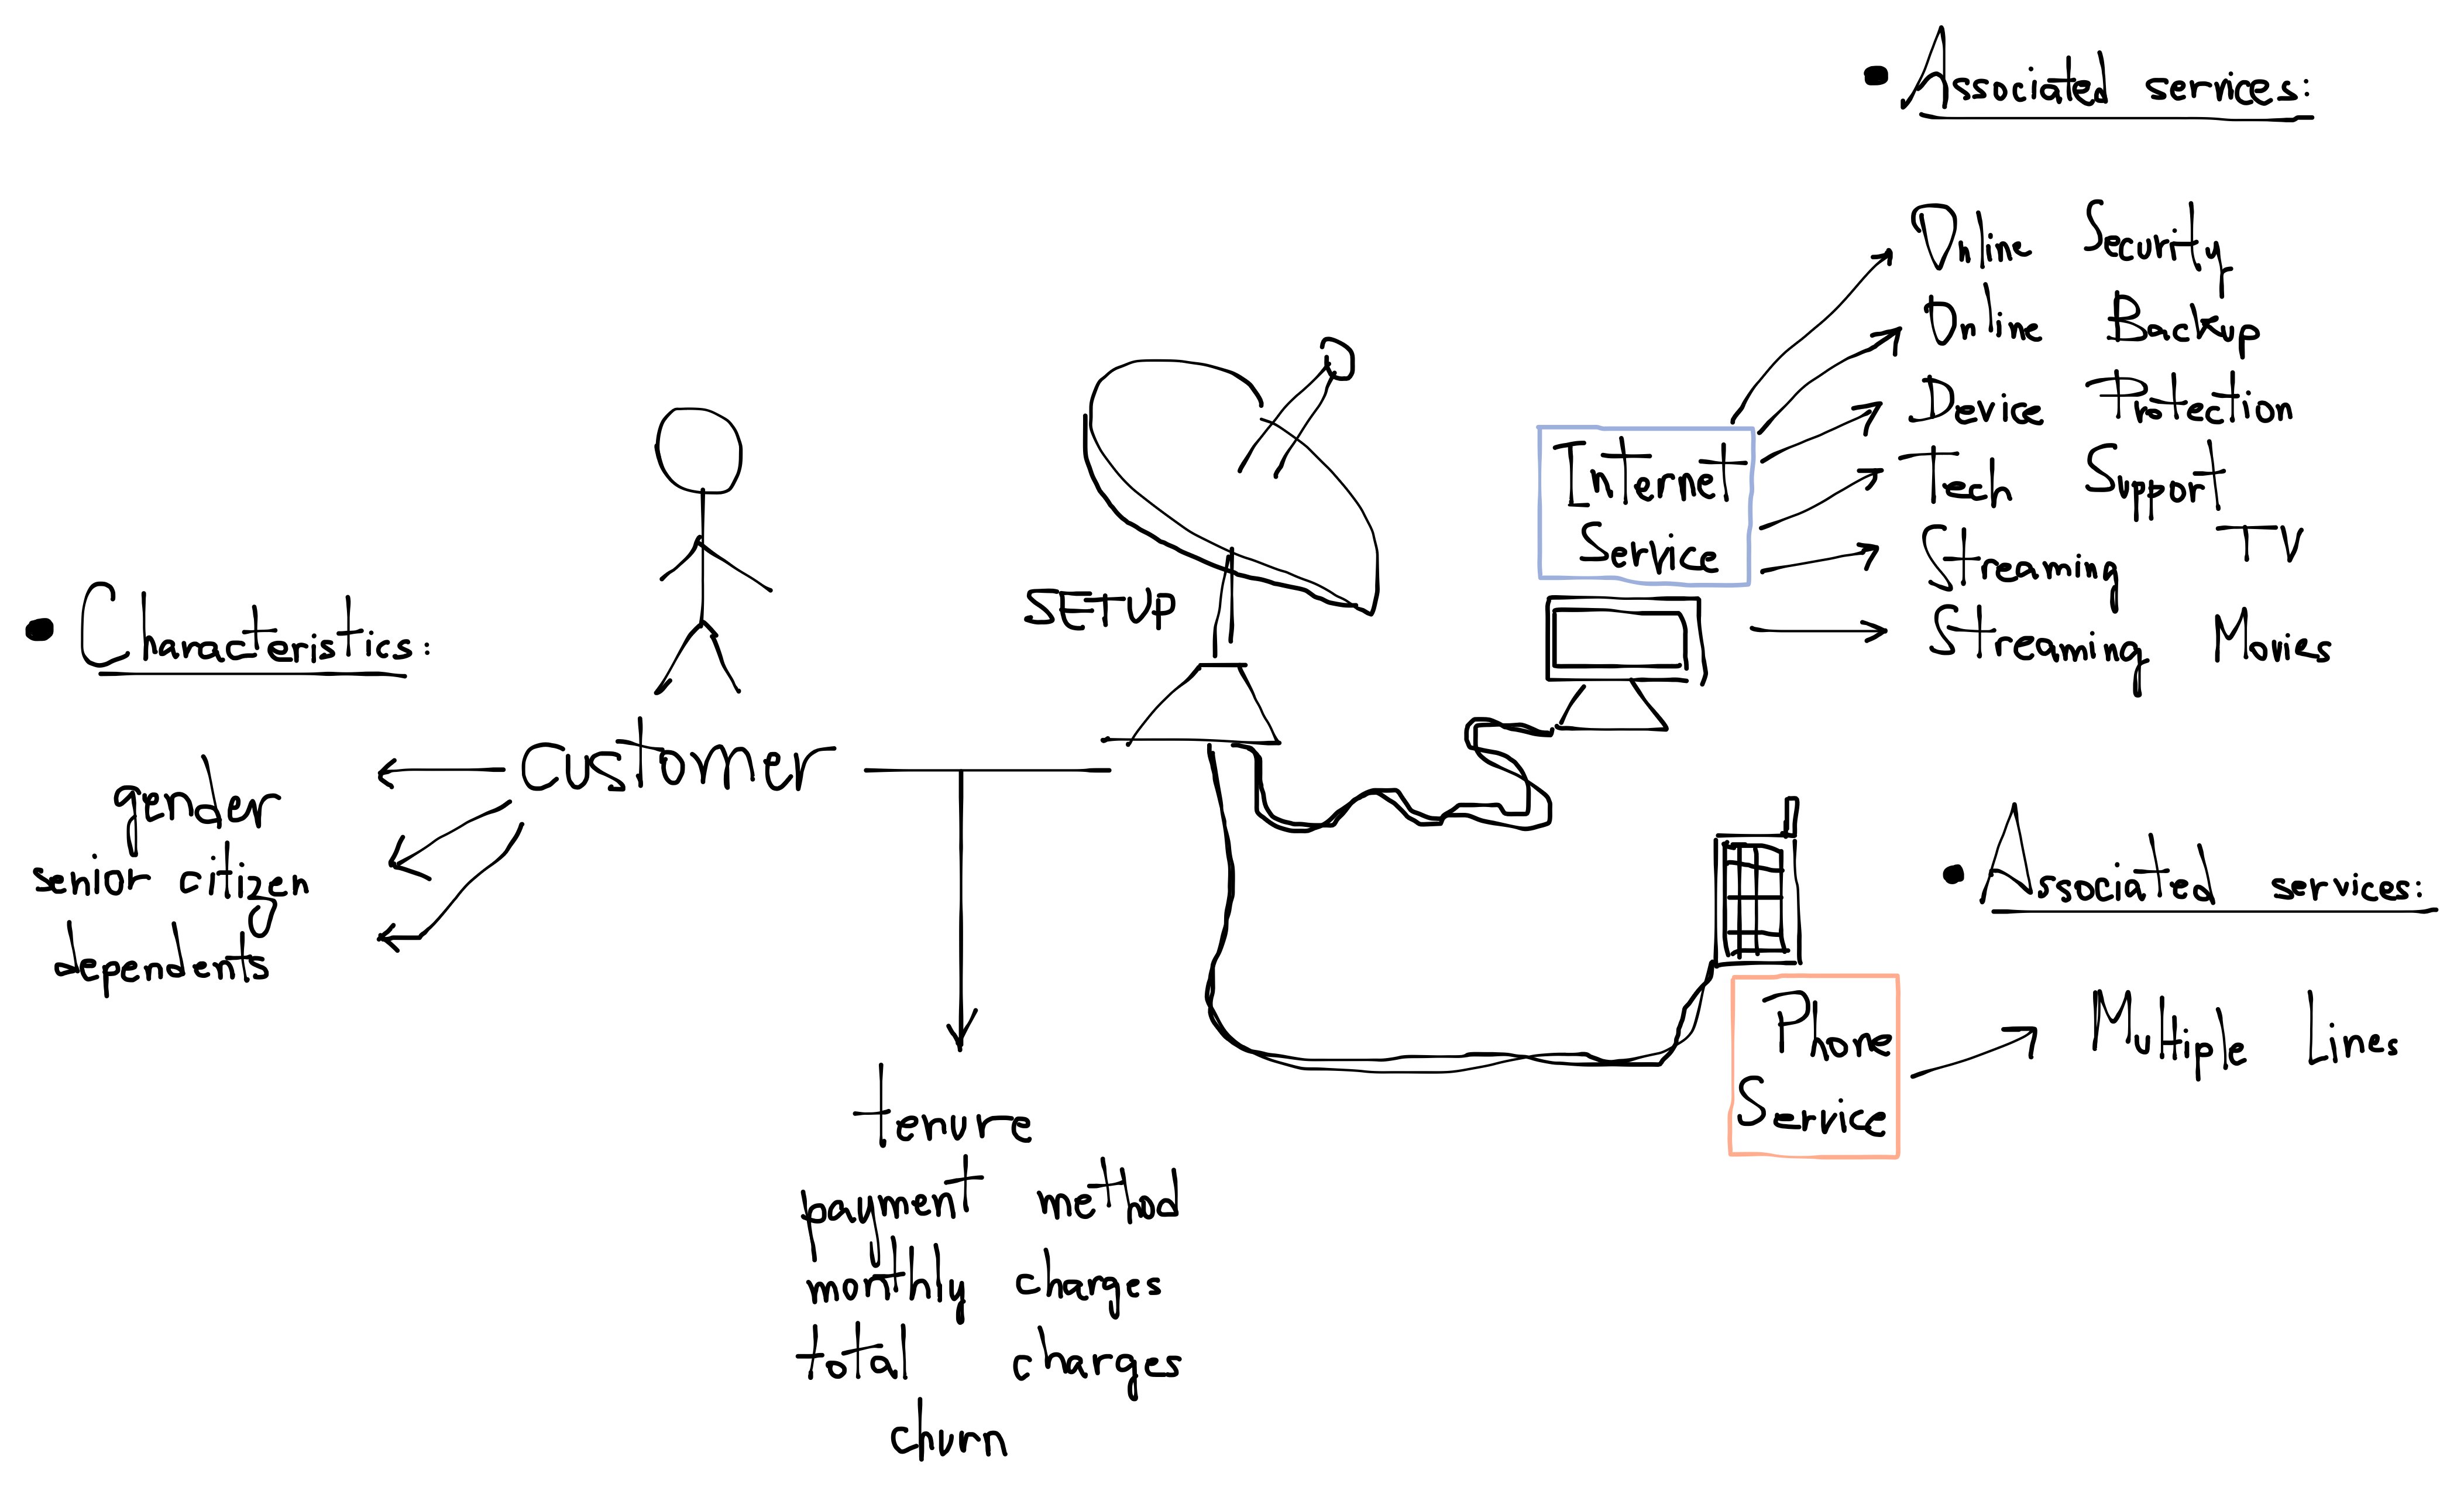 • Associated services:
Online Security
Online Backup
Device Protection
Tech Support
Streaming TV
Streaming Movies
Internet
Service
SETUP
• Characteristics:
customer
gender
senior citizen
dependents
• Associated services:
Phone
Service
Multiple Lines
tenure
payment method
monthly charges
total charges
churn